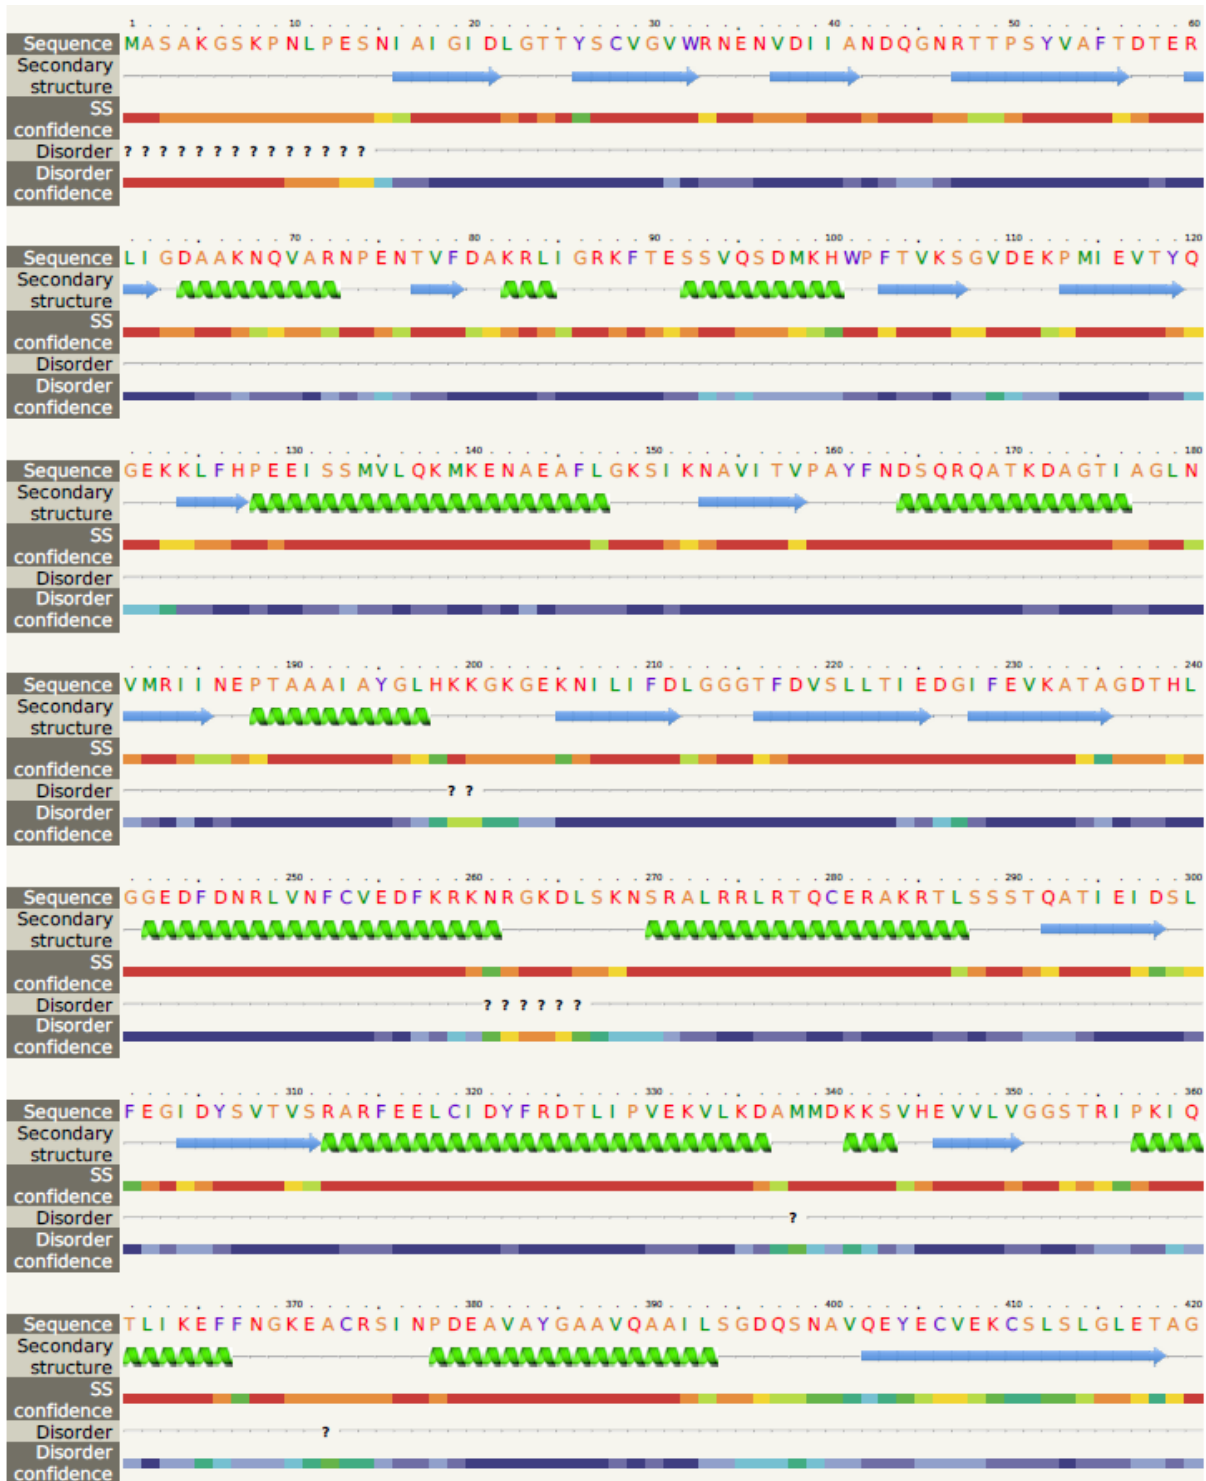 1 10 20 30 40 50 60
Sequence MASAKGSKPNLPESNIAIGIDLGTTYSCVGVWRNENVDIIANDQGNRTTPSYVAFTDTER
Secondary
structure
SS
confidence
Disorder ? ? ? ? ? ? ? ? ? ? ? ? ? ?
Disorder
confidence
70 80 90 100 110 120
Sequence LIGDAAKNQVARNPENTVFDAKRLIGRKFTESSVQSDMKHWPFTVKSGVDEKPMIEVTYQ
Secondary
structure
SS
confidence
Disorder
Disorder
confidence
130 140 150 160 170 180
Sequence GEKKLFHPEEISSMVLQKMKENAEAFLGKSIKNAVITVPAYFNDSQRQATKDAGTIAGLN
Secondary
structure
SS
confidence
Disorder
Disorder
confidence
190 200 210 220 230 240
Sequence VMRIINEPTAAAIAYGLHKKGKGEKNILIFDLGGGTFDVSLLTIEDGIFEVKATAGDTHL
Secondary
structure
SS
confidence
Disorder ? ?
Disorder
confidence
250 260 270 280 290 300
Sequence GGEDFDNRLVNFCVEDFKRKNRGKDLSKNSRALRRLRTQCERAKRTLSSSTQATIEIDSL
Secondary
structure
SS
confidence
Disorder ? ? ? ? ? ?
Disorder
confidence
310 320 330 340 350 360
Sequence FEGIDYSVTVSRARFEELCIDYFRDTLIPVEKVLKDAMMDKKSVHEVVLVGGSTRIPKIQ
Secondary
structure
SS
confidence
Disorder ?
Disorder
confidence
370 380 390 400 410 420
Sequence TLIKEFFNGKEACRSINPDEAVAYGAAVQAAILSGDQSNAVQEYECVEKCSLSLGLETAG
Secondary
structure
SS
confidence
Disorder ?
Disorder
confidence